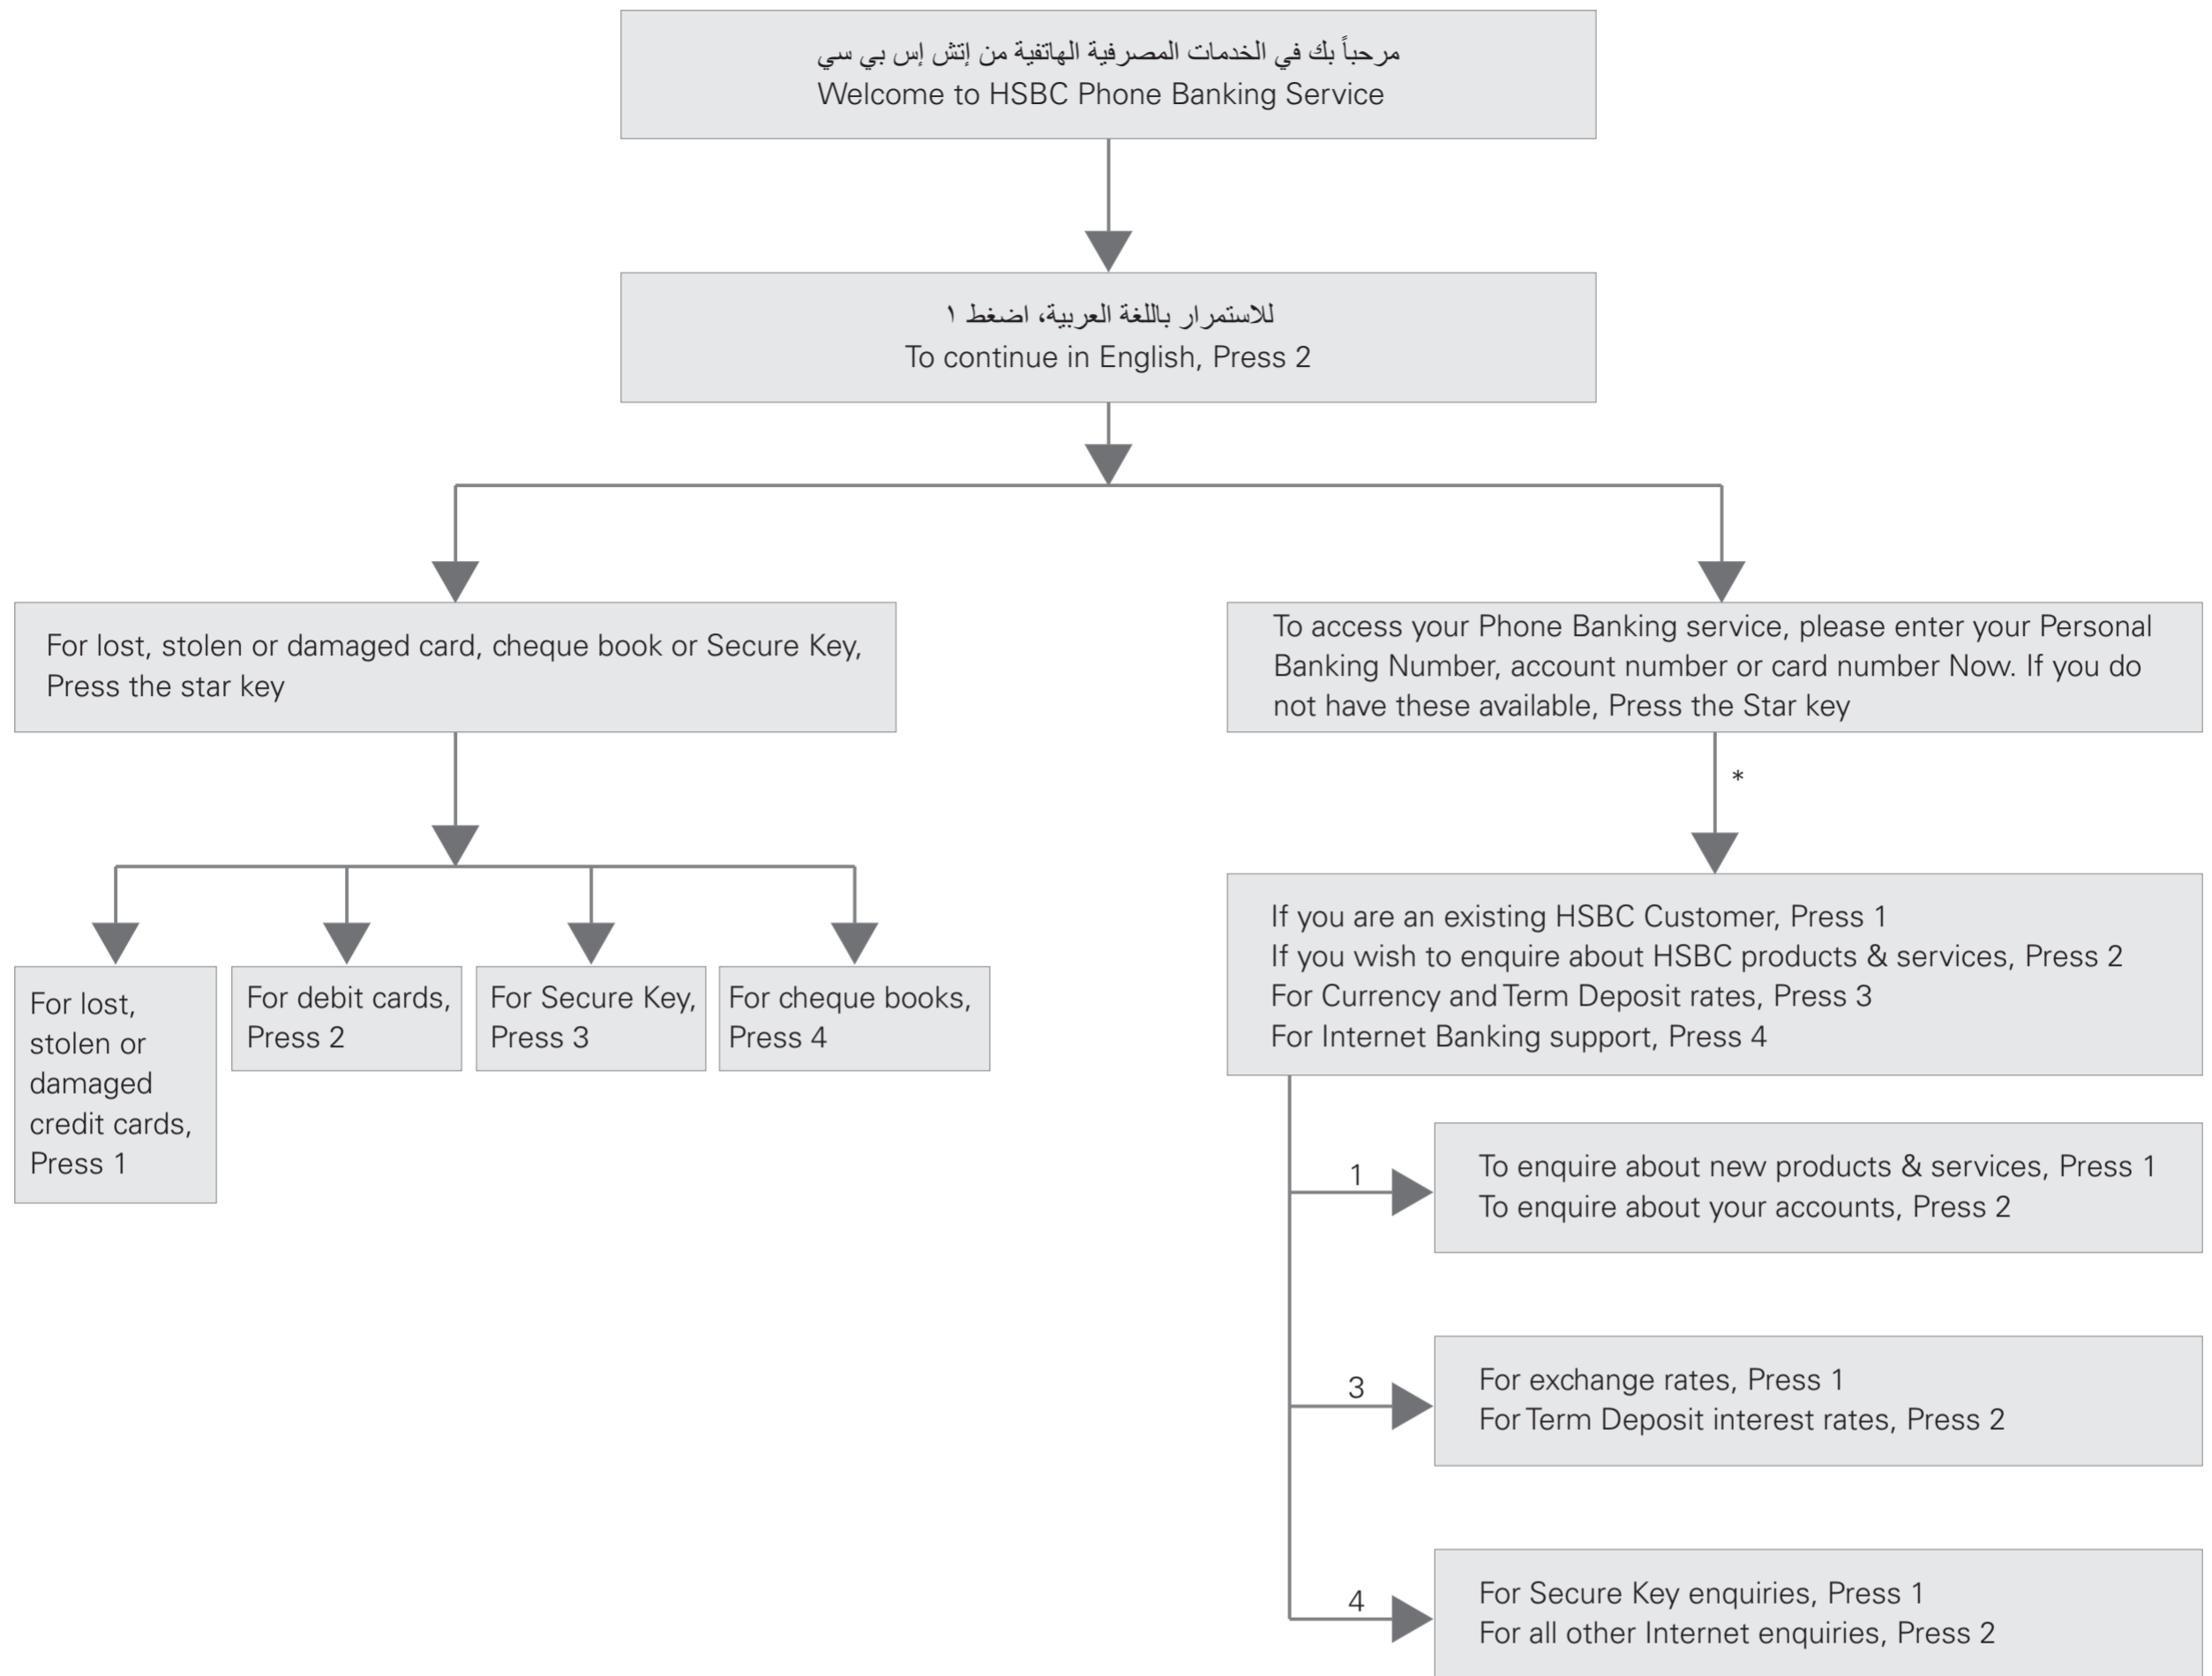 مرحباً بك في الخدمات المصرفية الهاتفية من إتش إس بي سي
Welcome to HSBC Phone Banking Service
للاستمرار باللغة العربية، اضغط ١
To continue in English, Press 2
For lost, stolen or damaged card, cheque book or Secure Key,
Press the star key
To access your Phone Banking service, please enter your Personal
Banking Number, account number or card number Now. If you do
not have these available, Press the Star key
*
For lost,
stolen or
damaged
credit cards,
Press 1
For debit cards,
Press 2
For Secure Key,
Press 3
For cheque books,
Press 4
If you are an existing HSBC Customer, Press 1
If you wish to enquire about HSBC products & services, Press 2
For Currency and Term Deposit rates, Press 3
For Internet Banking support, Press 4
1
To enquire about new products & services, Press 1
To enquire about your accounts, Press 2
3
For exchange rates, Press 1
For Term Deposit interest rates, Press 2
4
For Secure Key enquiries, Press 1
For all other Internet enquiries, Press 2